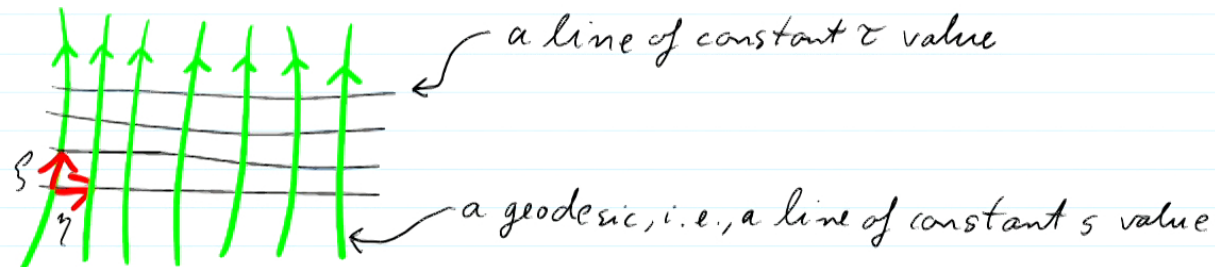 a line of constant τ value
ξ
η
a geodesic, i.e., a line of constant s value